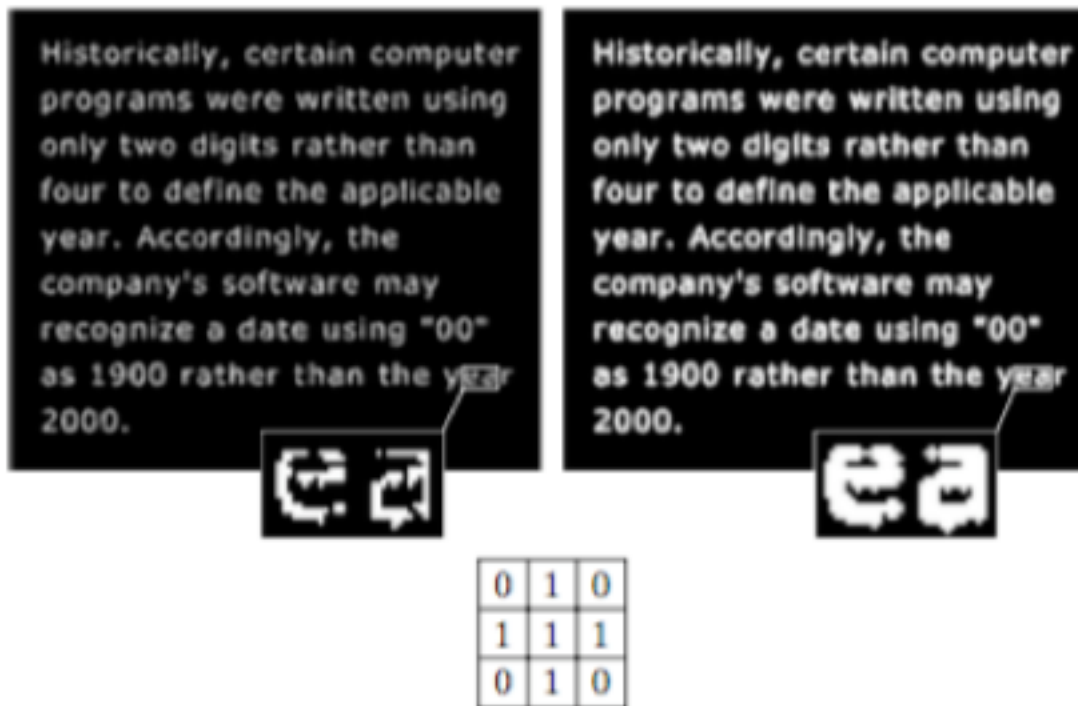 Historically, certain computer
programs were written using
only two digits rather than
four to define the applicable
year. Accordingly, the
company's software may
recognize a date using "00"
as 1900 rather than the year
2000.
ea
Historically, certain computer
programs were written using
only two digits rather than
four to define the applicable
year. Accordingly, the
company's software may
recognize a date using "00"
as 1900 rather than the year
2000.
ea
0 1 0
1 1 1
0 1 0